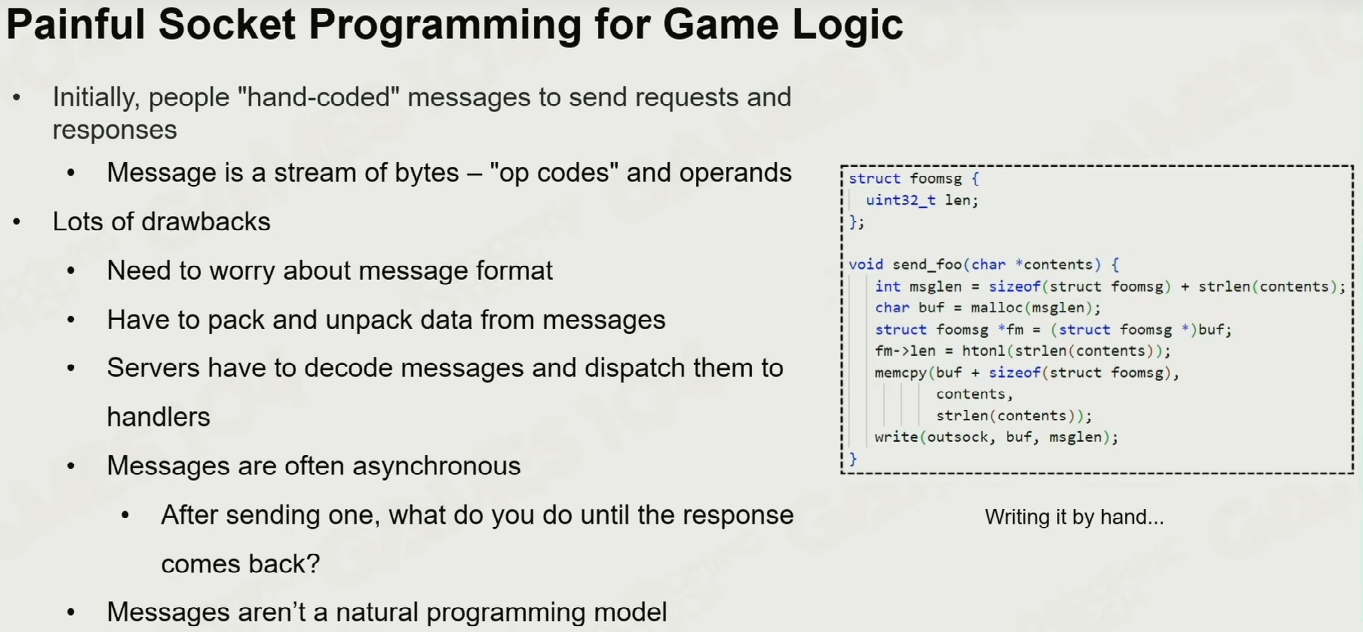 Painful Socket Programming for Game Logic
• Initially, people "hand-coded" messages to send requests and
responses
• Message is a stream of bytes – "op codes" and operands
• Lots of drawbacks
• Need to worry about message format
• Have to pack and unpack data from messages
• Servers have to decode messages and dispatch them to
handlers
• Messages are often asynchronous
• After sending one, what do you do until the response
comes back?
• Messages aren’t a natural programming model
struct foomsg {
uint32_t len;
};
void send_foo(char *contents) {
int msglen = sizeof(struct foomsg) + strlen(contents);
char buf = malloc(msglen);
struct foomsg *fm = (struct foomsg *)buf;
fm->len = htonl(strlen(contents));
memcpy(buf + sizeof(struct foomsg),
contents,
strlen(contents));
write(outsock, buf, msglen);
}
Writing it by hand...